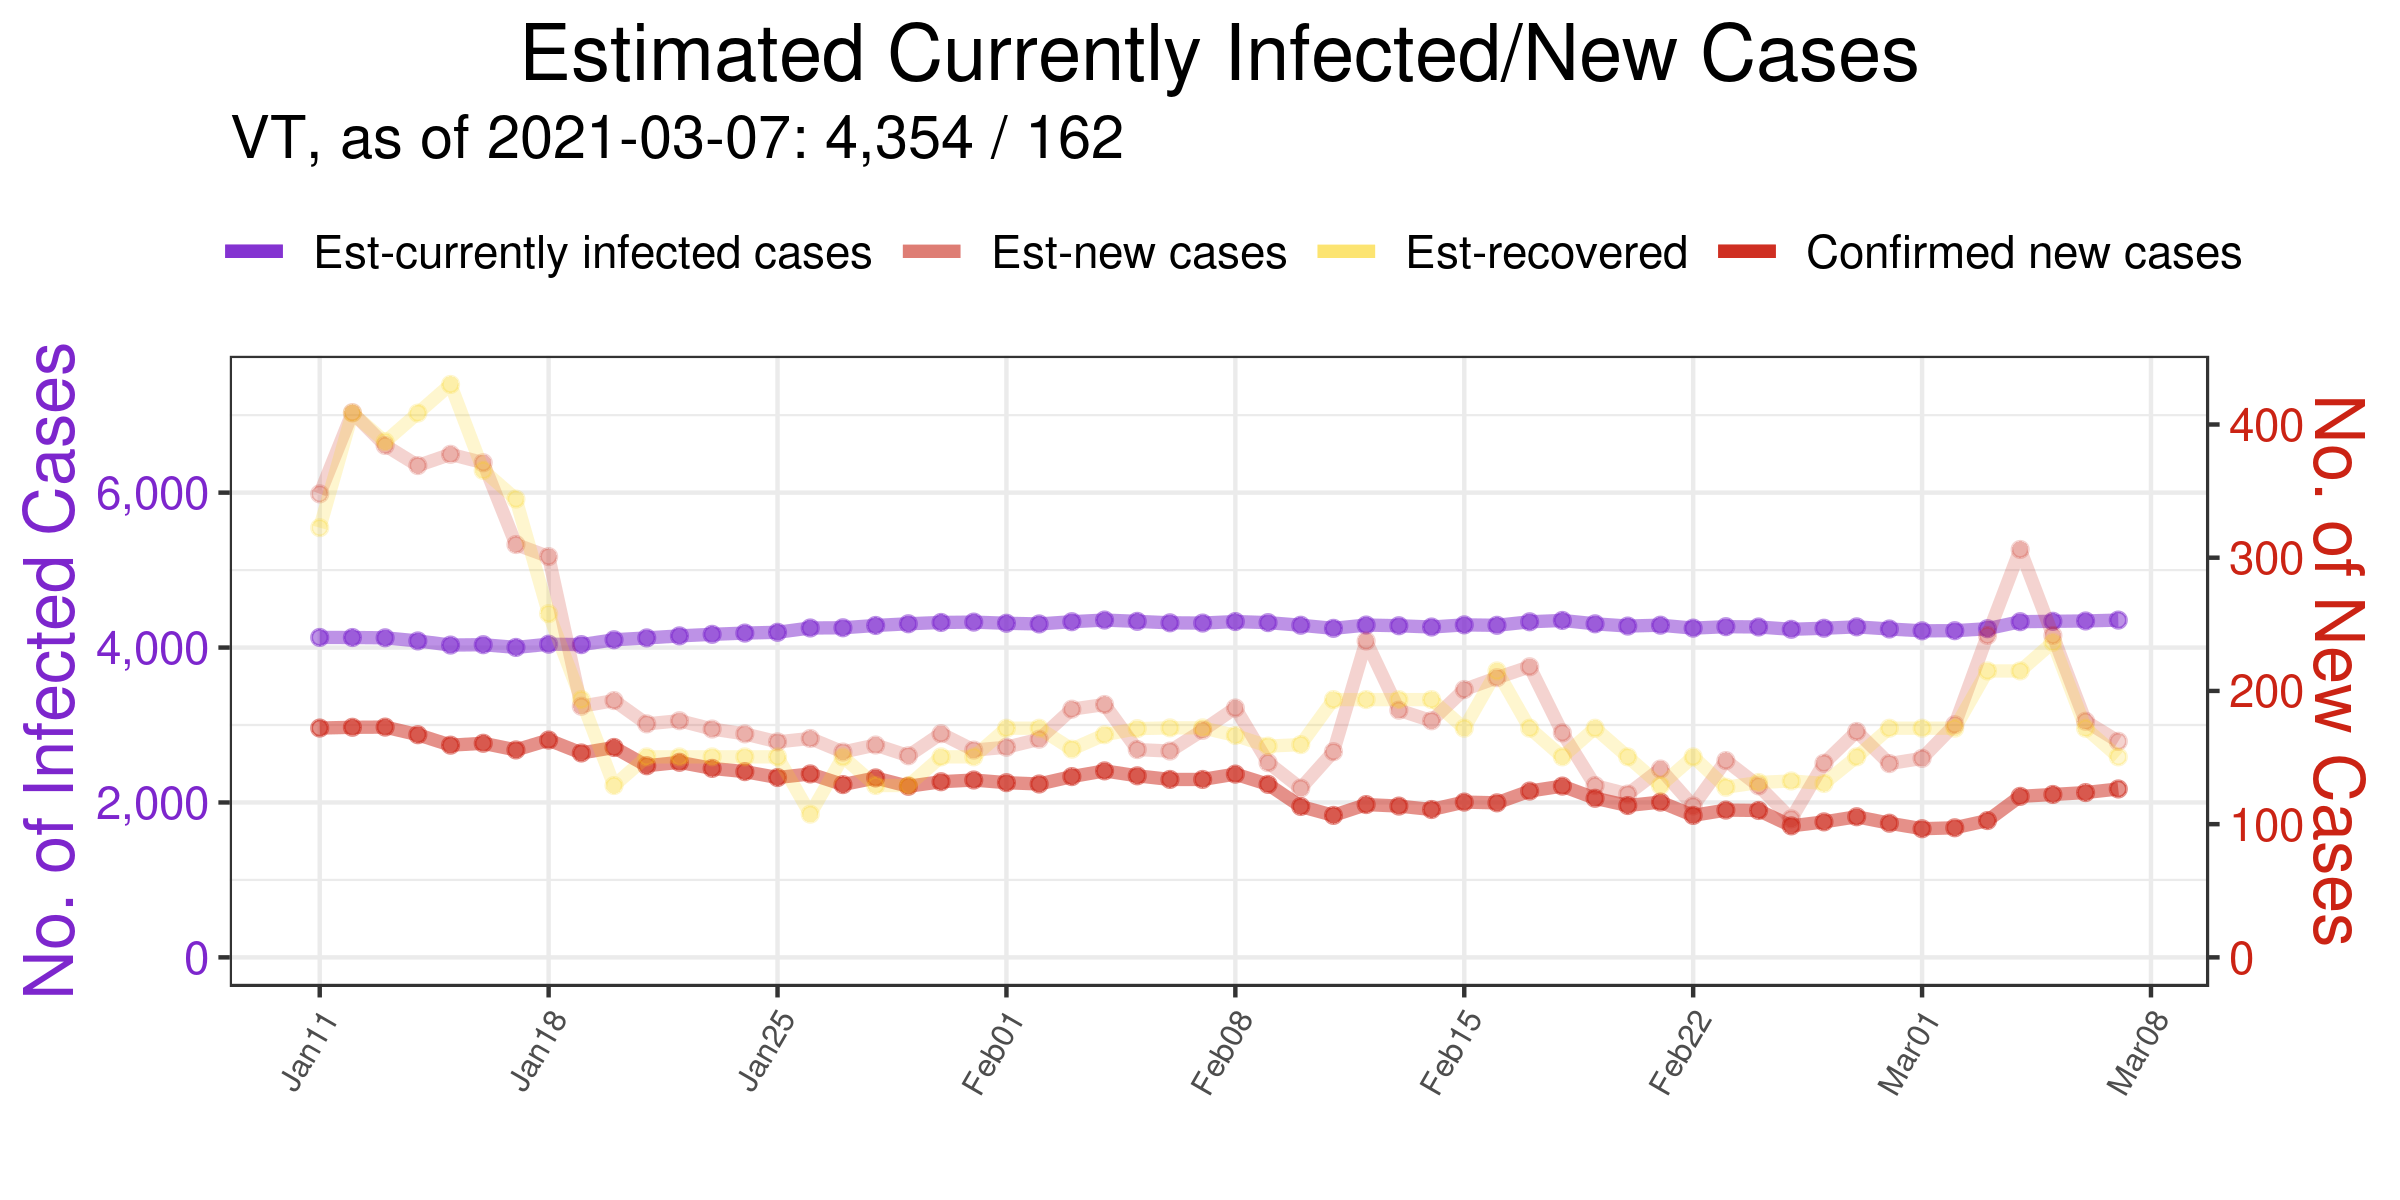 Estimated Currently Infected/New Cases
VT, as of 2021-03-07: 4,354 / 162
Est-currently infected cases Est-new cases Est-recovered Confirmed new cases
No. of Infected Cases
6,000
4,000
2,000
0
400
300
200
100
0
No. of New Cases
Jan11 Jan18 Jan25 Feb01 Feb08 Feb15 Feb22 Mar01 Mar08